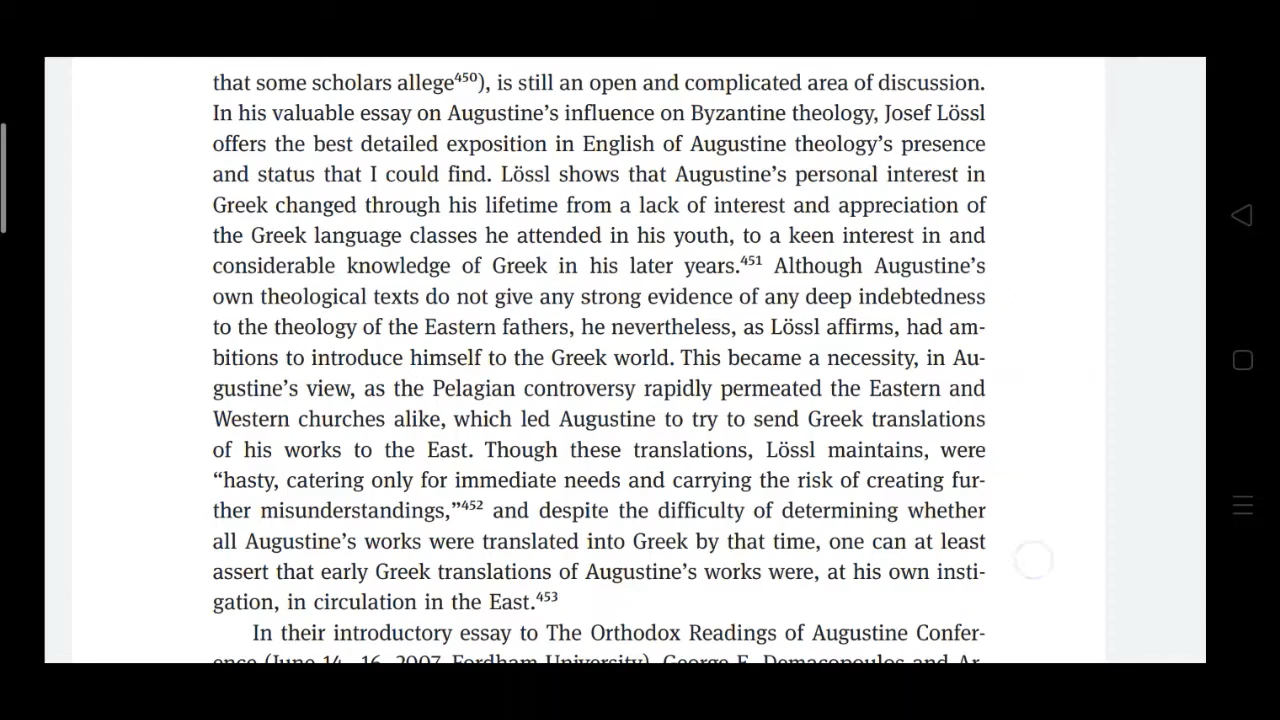 that some scholars allege⁴⁵⁰), is still an open and complicated area of discussion.
In his valuable essay on Augustine’s influence on Byzantine theology, Josef Lössl
offers the best detailed exposition in English of Augustine theology’s presence
and status that I could find. Lössl shows that Augustine’s personal interest in
Greek changed through his lifetime from a lack of interest and appreciation of
the Greek language classes he attended in his youth, to a keen interest in and
considerable knowledge of Greek in his later years.⁴⁵¹ Although Augustine’s
own theological texts do not give any strong evidence of any deep indebtedness
to the theology of the Eastern fathers, he nevertheless, as Lössl affirms, had am-
bitions to introduce himself to the Greek world. This became a necessity, in Au-
gustine’s view, as the Pelagian controversy rapidly permeated the Eastern and
Western churches alike, which led Augustine to try to send Greek translations
of his works to the East. Though these translations, Lössl maintains, were
“hasty, catering only for immediate needs and carrying the risk of creating fur-
ther misunderstandings,”⁴⁵² and despite the difficulty of determining whether
all Augustine’s works were translated into Greek by that time, one can at least
assert that early Greek translations of Augustine’s works were, at his own insti-
gation, in circulation in the East.⁴⁵³
In their introductory essay to The Orthodox Readings of Augustine Confer-
ence (June 14–16, 2007, Fordham University), George E. Demacopoulos and Ar-